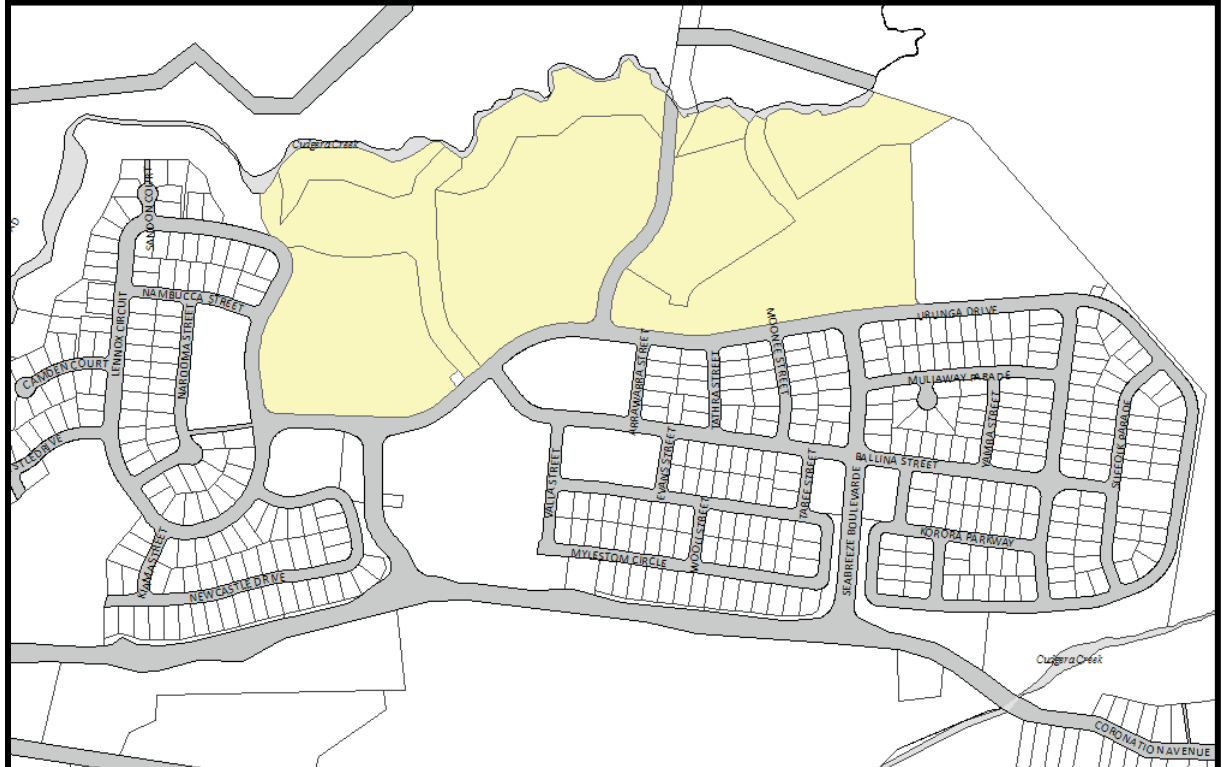 Cudgera Creek
SANDON COURT
NAMBUCCA STREET
LENNOX CIRCUIT
NAROOMA STREET
CAMDEN COURT
STLEDRIVE
KIAMA STREET
NEWCASTLE DRIVE
URUNGA DRIVE
MOONEE STREET
ARRAWARRA STREET
TATHRA STREET
MULLAWAY PARADE
YAMBA STREET
SUFFOLK PARADE
BALLINA STREET
EVANS STREET
TAREE STREET
VALLA STREET
WOOLI STREET
SEABREEZE BOULEVARDE
KORORA PARKWAY
MYLESTOM CIRCLE
Cudgera Creek
CORONATION AVENUE